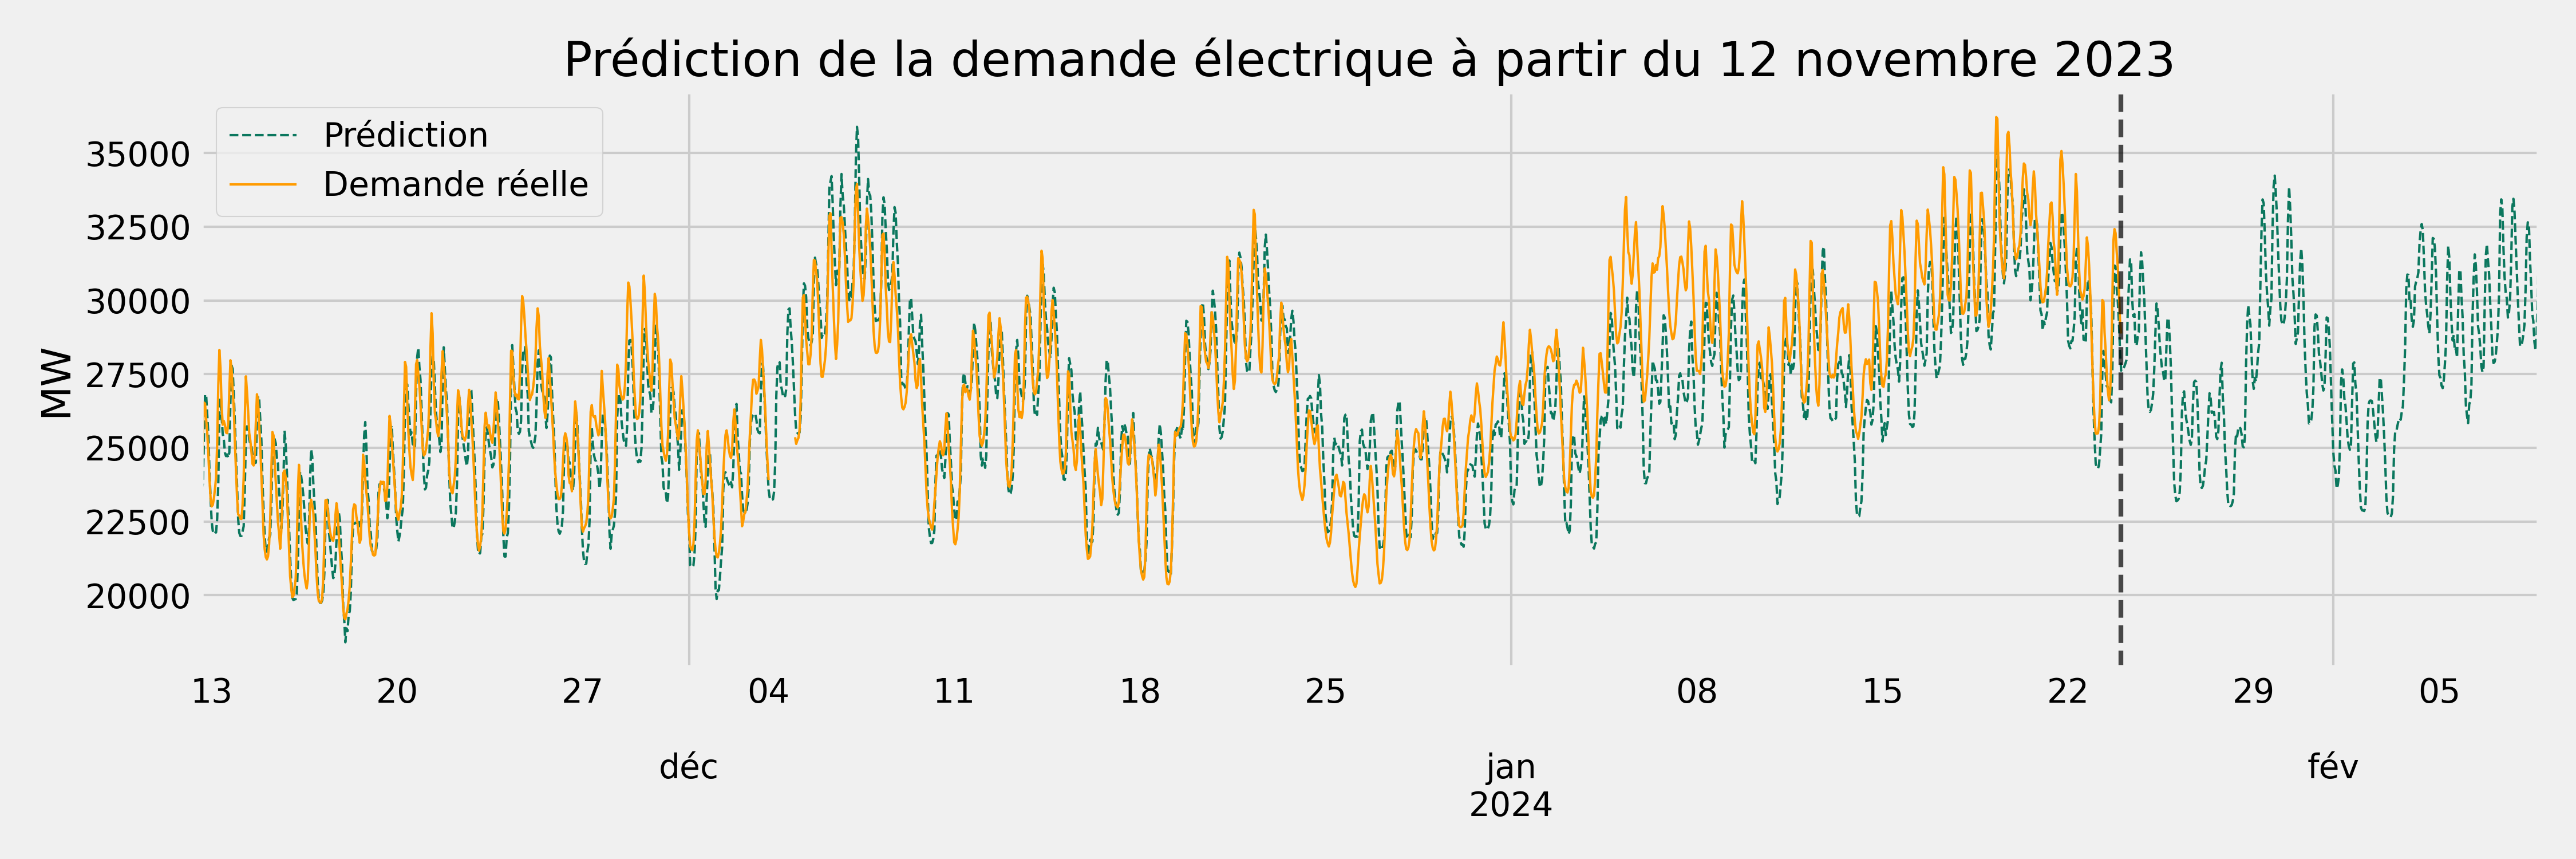 Prédiction de la demande électrique à partir du 12 novembre 2023
Prédiction
Demande réelle
MW
35000
32500
30000
27500
25000
22500
20000
13 20 27 04 11 18 25 08 15 22 29 05
déc jan fév
2024